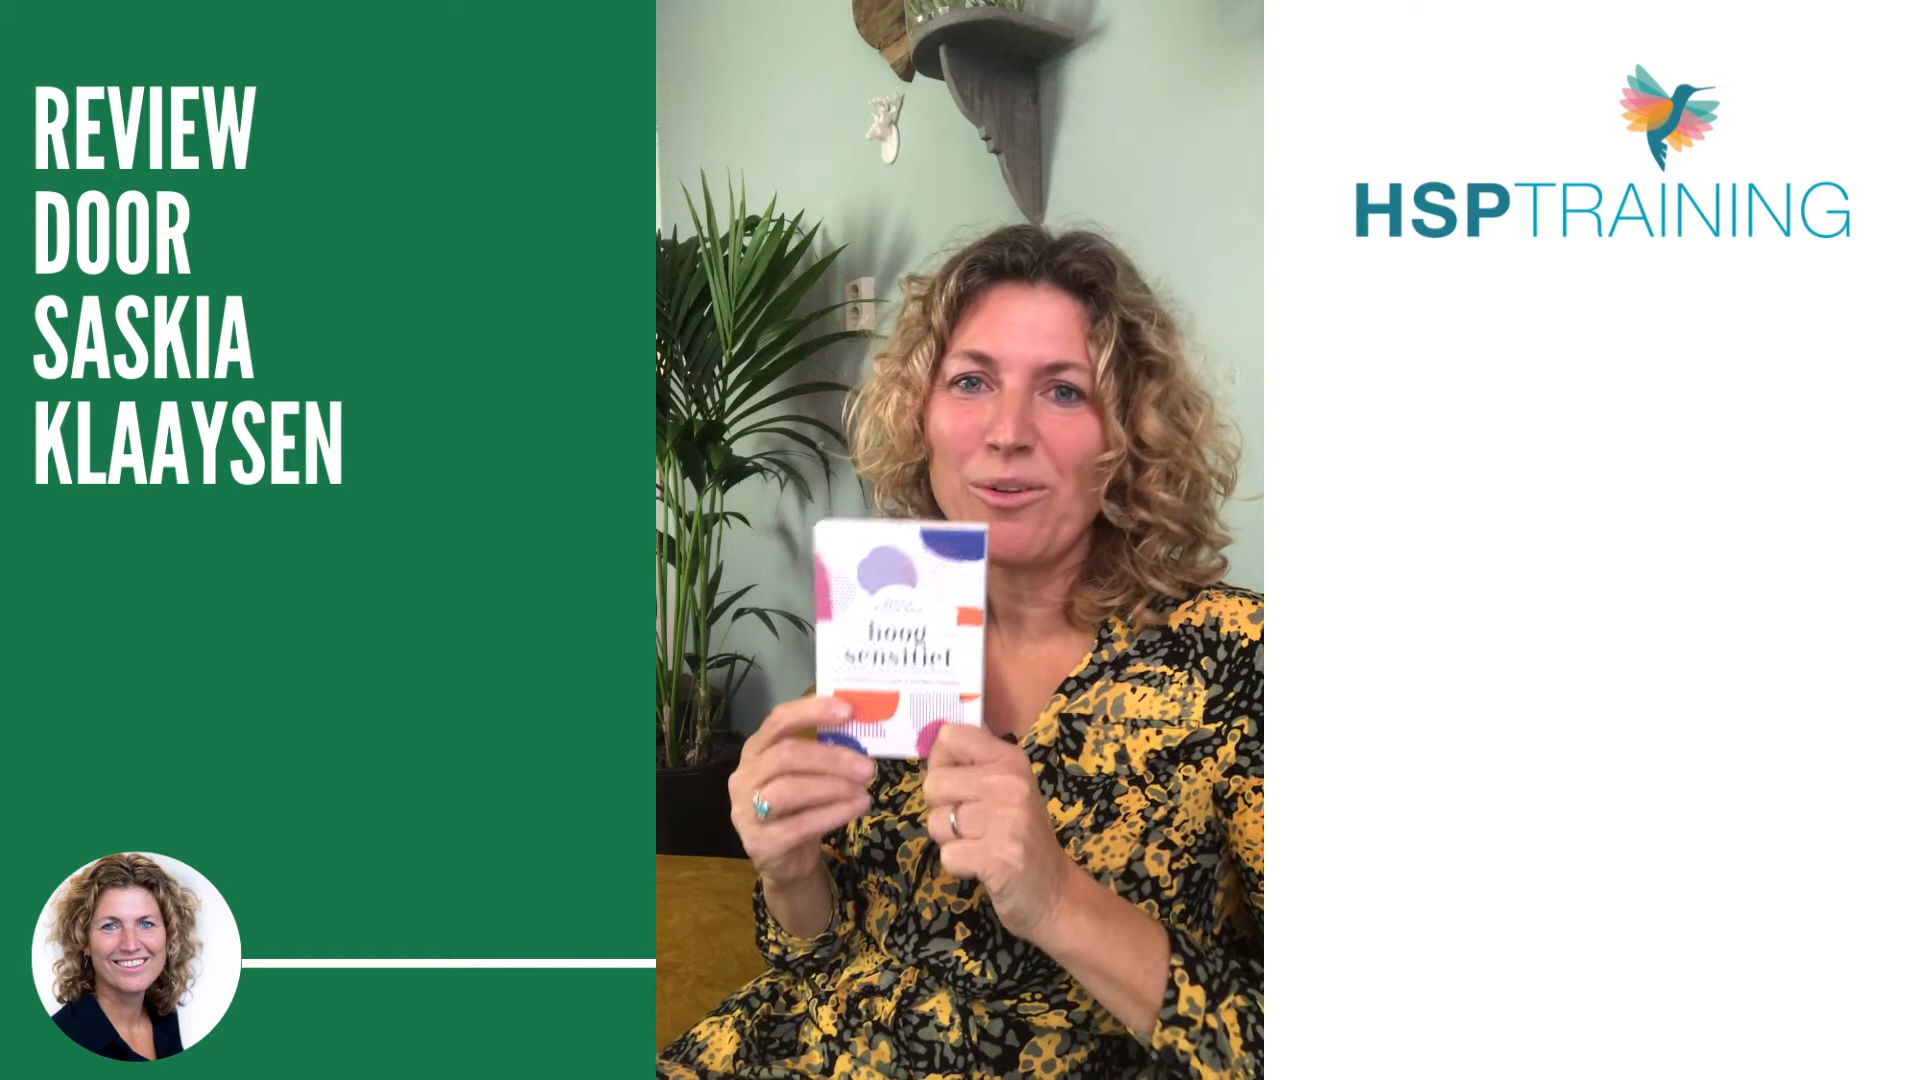 REVIEW
DOOR
SASKIA
KLAAYSEN
HSPTRAINING
hoog
sensitief